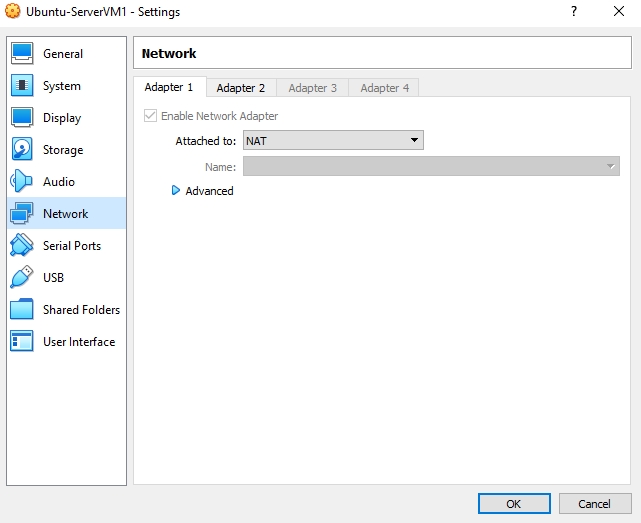 Ubuntu-ServerVM1 - Settings
?
General
System
Display
Storage
Audio
Network
Serial Ports
USB
Shared Folders
User Interface
Network
Adapter 1 Adapter 2 Adapter 3 Adapter 4
Enable Network Adapter
Attached to: NAT
Name:
Advanced
OK Cancel